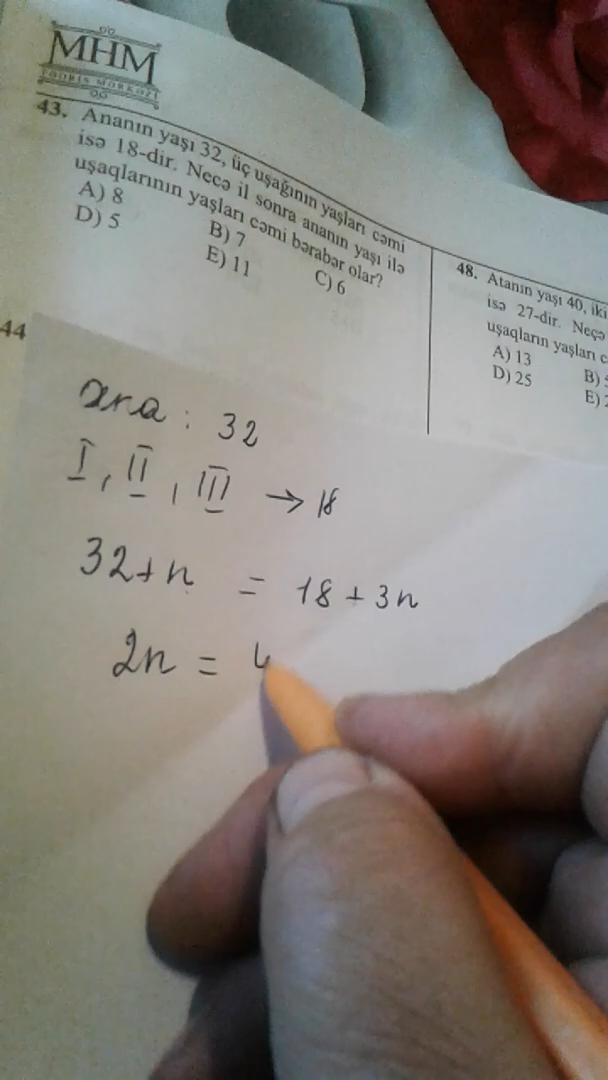 MHM
TƏDRİS MƏRKƏZİ
43. Ananın yaşı 32, üç uşağının yaşları cəmi
isə 18-dir. Necə il sonra ananın yaşı ilə
uşaqlarının yaşları cəmi bərabər olar?
A) 8
B) 7
C) 6
D) 5
E) 11
48. Atanın yaşı 40, iki
isə 27-dir. Neçə
uşaqların yaşları c
A) 13
B)
D) 25
E)
44
ana : 32
I, II, III → 18
32+n = 18 + 3n
2n =